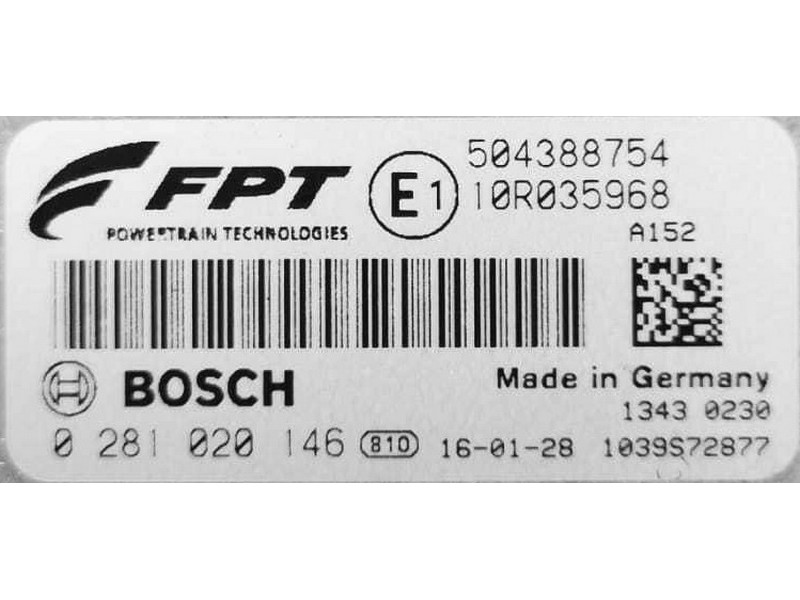 FPT
POWERTRAIN TECHNOLOGIES
E1
504388754
10R035968
A152
BOSCH
Made in Germany
1343 0230
0 281 020 146 810 16-01-28 1039S72877